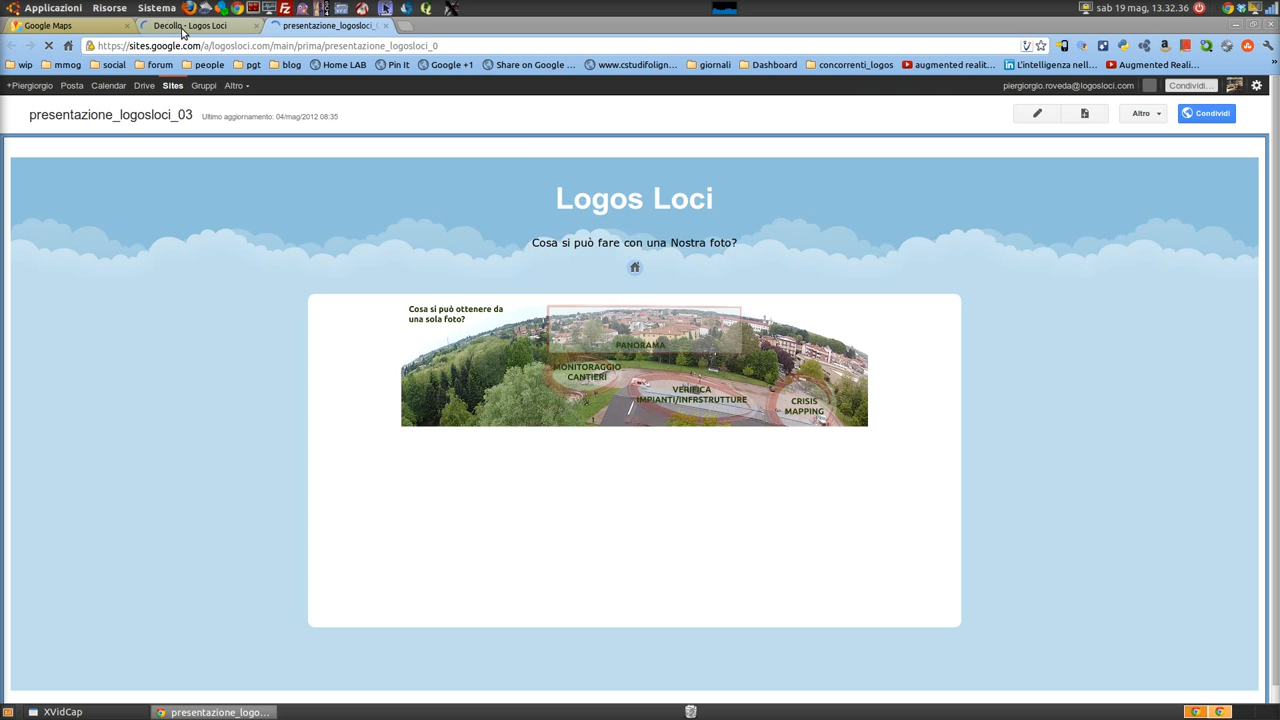 Applicazioni Risorse Sistema
sab 19 mag, 13.32.36
Google Maps
Decollo - Logos Loci
presentazione_logosloci_
https://sites.google.com/a/logosloci.com/main/prima/presentazione_logosloci_0
wip mmog social forum people pgt blog Home LAB Pin It Google +1 Share on Google ... www.cstudifolign... giornali Dashboard concorrenti_logos augmented realit... L'intelligenza nell... Augmented Reali...
+Piergiorgio Posta Calendar Drive Sites Gruppi Altro
piergiorgio.roveda@logosloci.com Condividi...
presentazione_logosloci_03 Ultimo aggiornamento: 04/mag/2012 08:35
Altro Condividi
Logos Loci
Cosa si può fare con una Nostra foto?
Cosa si può ottenere da
una sola foto?
PANORAMA
MONITORAGGIO
CANTIERI
VERIFICA
IMPIANTI/INFRSTRUTTURE
CRISIS
MAPPING
XVidCap
presentazione_logo...